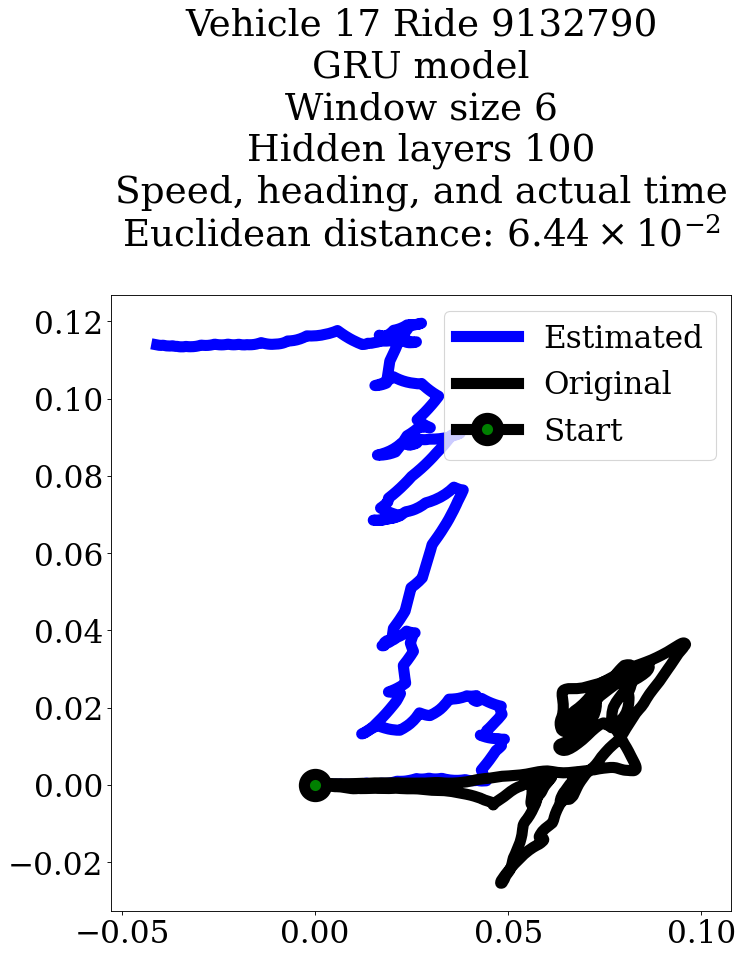 Vehicle 17 Ride 9132790
GRU model
Window size 6
Hidden layers 100
Speed, heading, and actual time
Euclidean distance: 6.44 × 10⁻²
Estimated
Original
Start
0.12
0.10
0.08
0.06
0.04
0.02
0.00
−0.02
−0.05 0.00 0.05 0.10